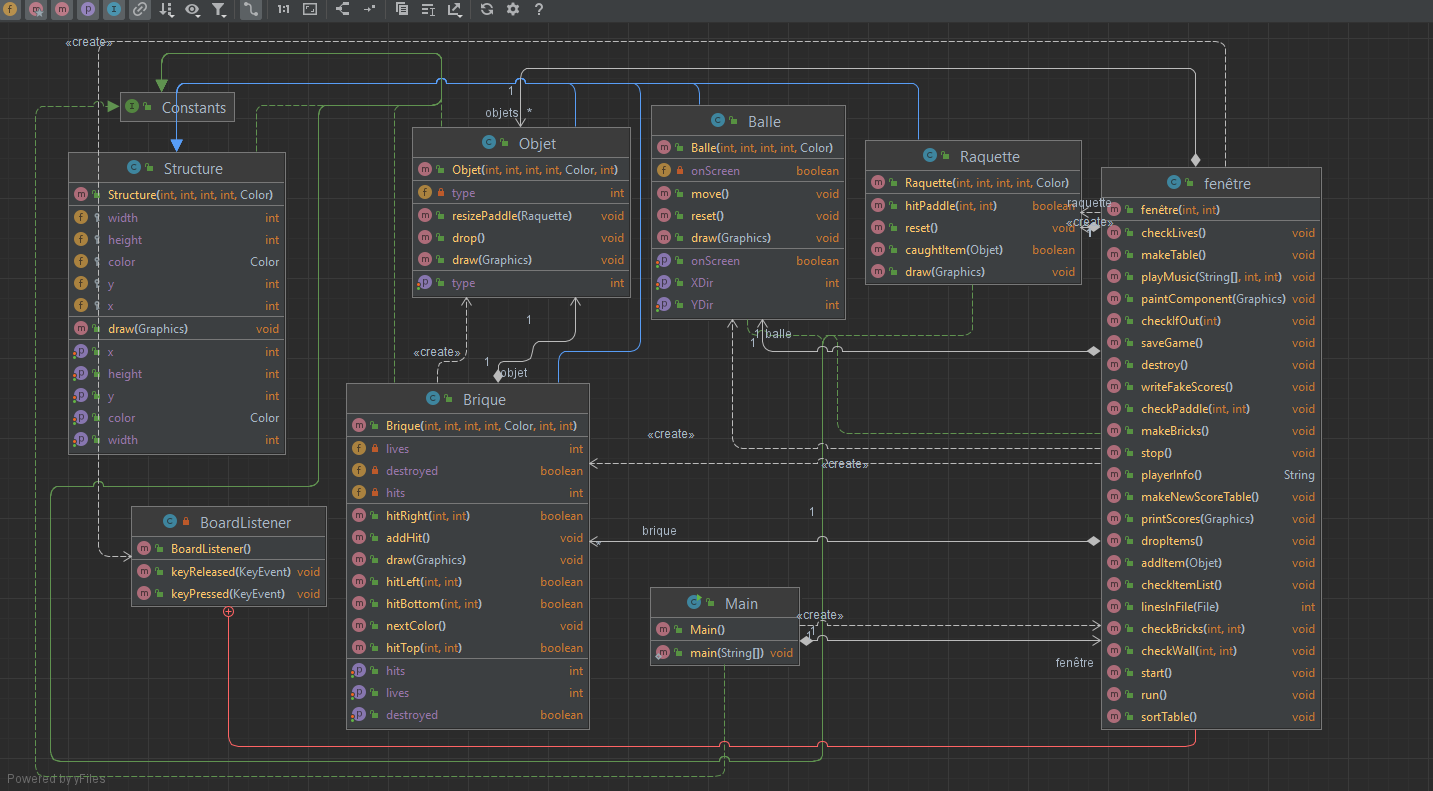 1:1
«create»
Constants
Structure
Structure(int, int, int, int, Color)
width int
height int
color Color
y int
x int
draw(Graphics) void
x int
height int
y int
color Color
width int
1
objets *
Objet
Objet(int, int, int, int, Color, int)
type int
resizePaddle(Raquette) void
drop() void
draw(Graphics) void
type int
Balle
Balle(int, int, int, int, Color)
onScreen boolean
move() void
reset() void
draw(Graphics) void
onScreen boolean
XDir int
YDir int
Raquette
Raquette(int, int, int, int, Color)
hitPaddle(int, int) boolean
reset() void
caughtItem(Objet) boolean
draw(Graphics) void
raquette
«create»
fenêtre
fenêtre(int, int)
checkLives() void
makeTable() void
playMusic(String[], int, int) void
paintComponent(Graphics) void
checkIfOut(int) void
saveGame() void
destroy() void
writeFakeScores() void
checkPaddle(int, int) void
makeBricks() void
stop() void
playerInfo() String
makeNewScoreTable() void
printScores(Graphics) void
dropItems() void
addItem(Objet) void
checkItemList() void
linesInFile(File) int
checkBricks(int, int) void
checkWall(int, int) void
start() void
run() void
sortTable() void
1
«create»
1
objet
1 balle
1
Brique
Brique(int, int, int, int, Color, int, int)
lives int
destroyed boolean
hits int
hitRight(int, int) boolean
addHit() void
draw(Graphics) void
hitLeft(int, int) boolean
hitBottom(int, int) boolean
nextColor() void
hitTop(int, int) boolean
hits int
lives int
destroyed boolean
«create»
«create»
1
brique
BoardListener
BoardListener()
keyReleased(KeyEvent) void
keyPressed(KeyEvent) void
Main
Main()
main(String[]) void
«create»
1
fenêtre
Powered by yFiles